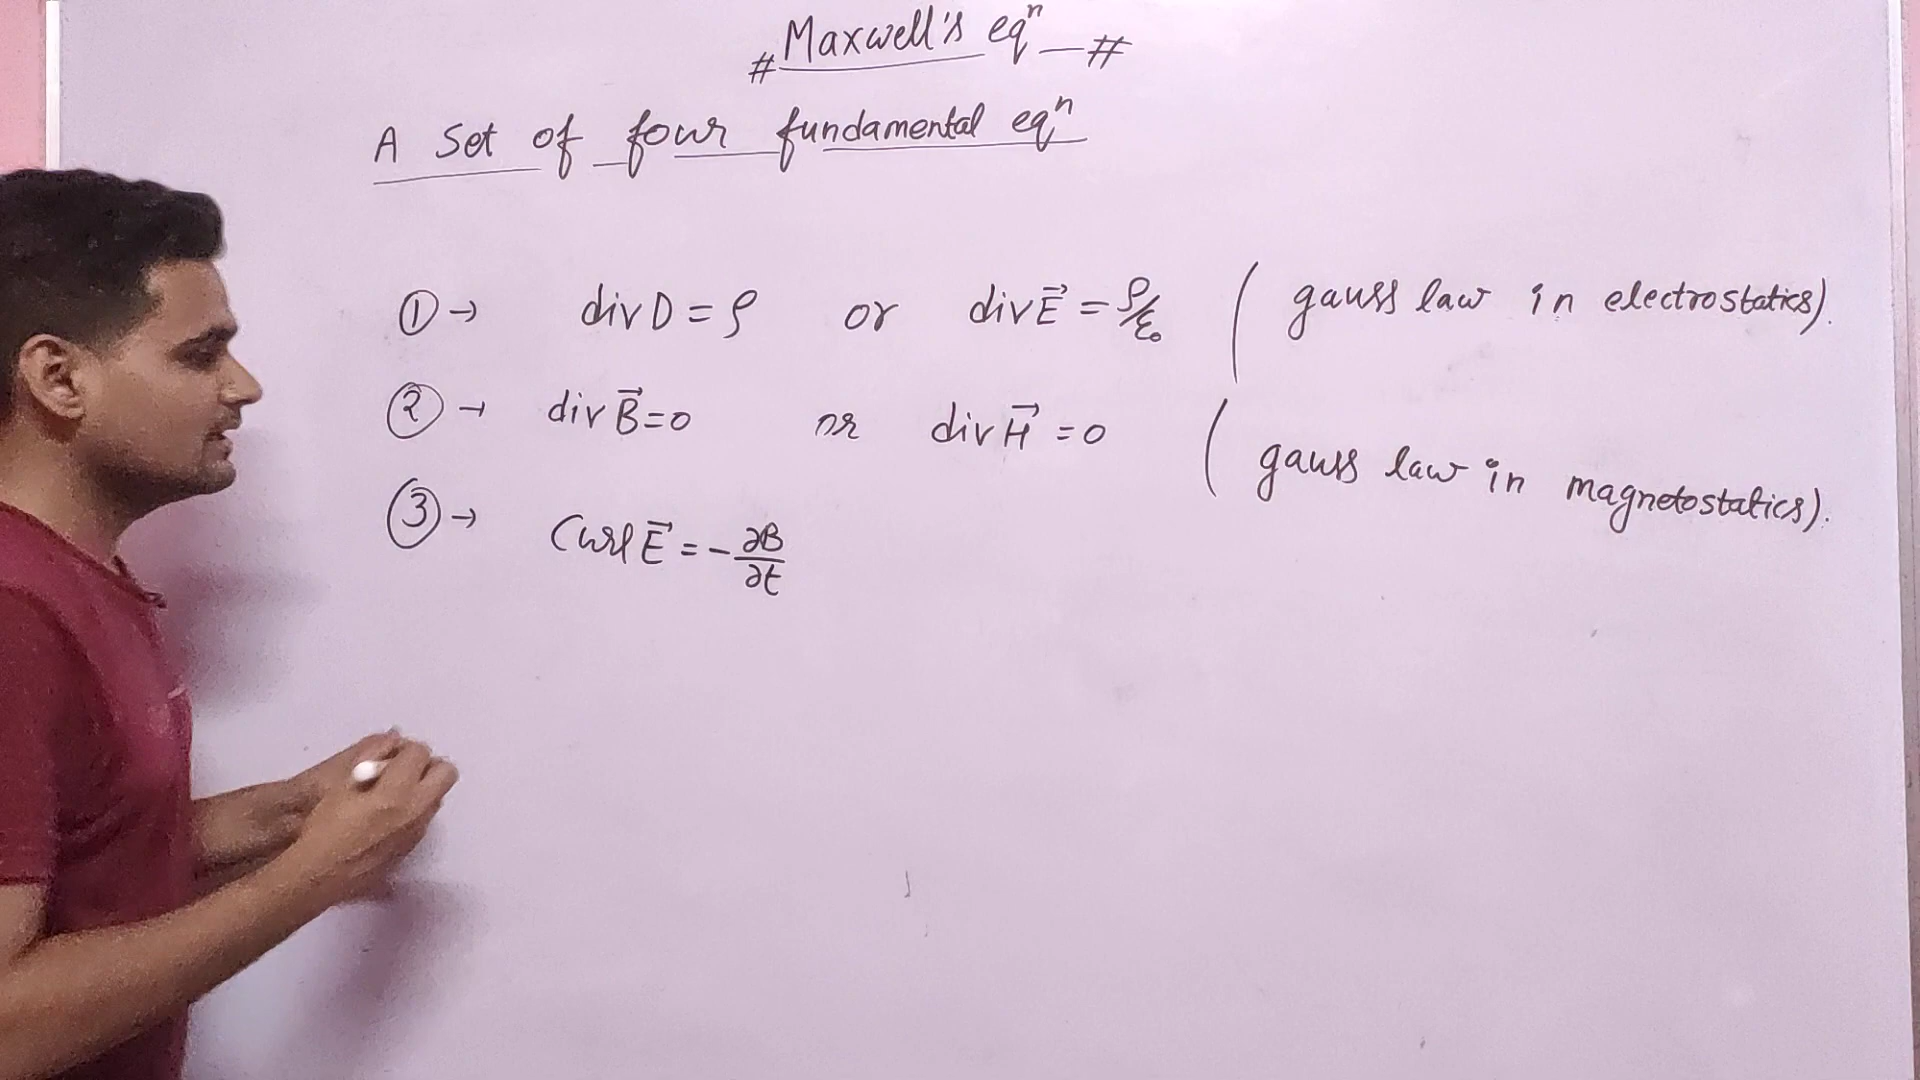 # Maxwell's eqⁿ #
A Set of four fundamental eqⁿ
① → div D = ρ or div E⃗ = ρ/ε₀ ( gauss law in electrostatics).
② → div B⃗ = 0 or div H⃗ = 0 ( gauss law in magnetostatics).
③ → Curl E⃗ = - ∂B/∂t